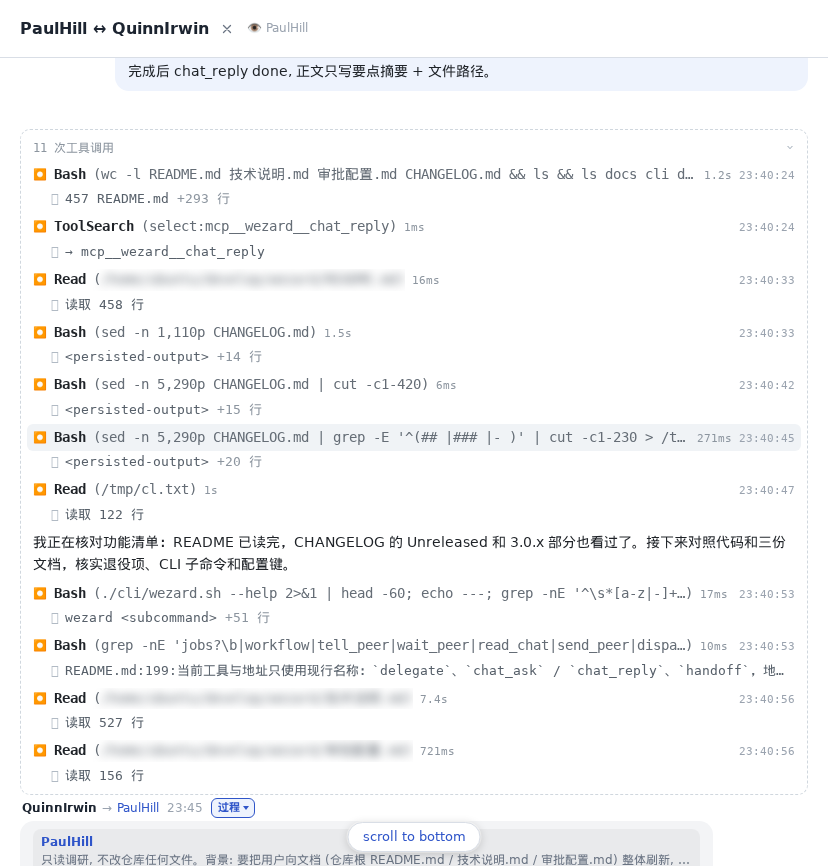 PaulHill ↔ QuinnIrwin × 👁️ PaulHill
完成后 chat_reply done, 正文只写要点摘要 + 文件路径。
11 次工具调用
Bash (wc -l README.md 技术说明.md 审批配置.md CHANGELOG.md && ls && ls docs cli d… 1.2s 23:40:24
457 README.md +293 行
ToolSearch (select:mcp__wezard__chat_reply) 1ms 23:40:24
→ mcp__wezard__chat_reply
Read ( 16ms 23:40:33
读取 458 行
Bash (sed -n 1,110p CHANGELOG.md) 1.5s 23:40:33
<persisted-output> +14 行
Bash (sed -n 5,290p CHANGELOG.md | cut -c1-420) 6ms 23:40:42
<persisted-output> +15 行
Bash (sed -n 5,290p CHANGELOG.md | grep -E '^(## |### |- )' | cut -c1-230 > /t… 271ms 23:40:45
<persisted-output> +20 行
Read (/tmp/cl.txt) 1s 23:40:47
读取 122 行
我正在核对功能清单：README 已读完，CHANGELOG 的 Unreleased 和 3.0.x 部分也看过了。接下来对照代码和三份
文档，核实退役项、CLI 子命令和配置键。
Bash (./cli/wezard.sh --help 2>&1 | head -60; echo ---; grep -nE '^\s*[a-z|-]+…) 17ms 23:40:53
wezard <subcommand> +51 行
Bash (grep -nE 'jobs?\b|workflow|tell_peer|wait_peer|read_chat|send_peer|dispa…) 10ms 23:40:53
README.md:199:当前工具与地址只使用现行名称: `delegate`、`chat_ask` / `chat_reply`、`handoff`，地…
Read ( 7.4s 23:40:56
读取 527 行
Read ( 721ms 23:40:56
读取 156 行
QuinnIrwin → PaulHill 23:45 过程
scroll to bottom
PaulHill
只读调研, 不改仓库任何文件。背景: 要把用户向文档 (仓库根 README.md / 技术说明.md / 审批配置.md) 整体刷新, …